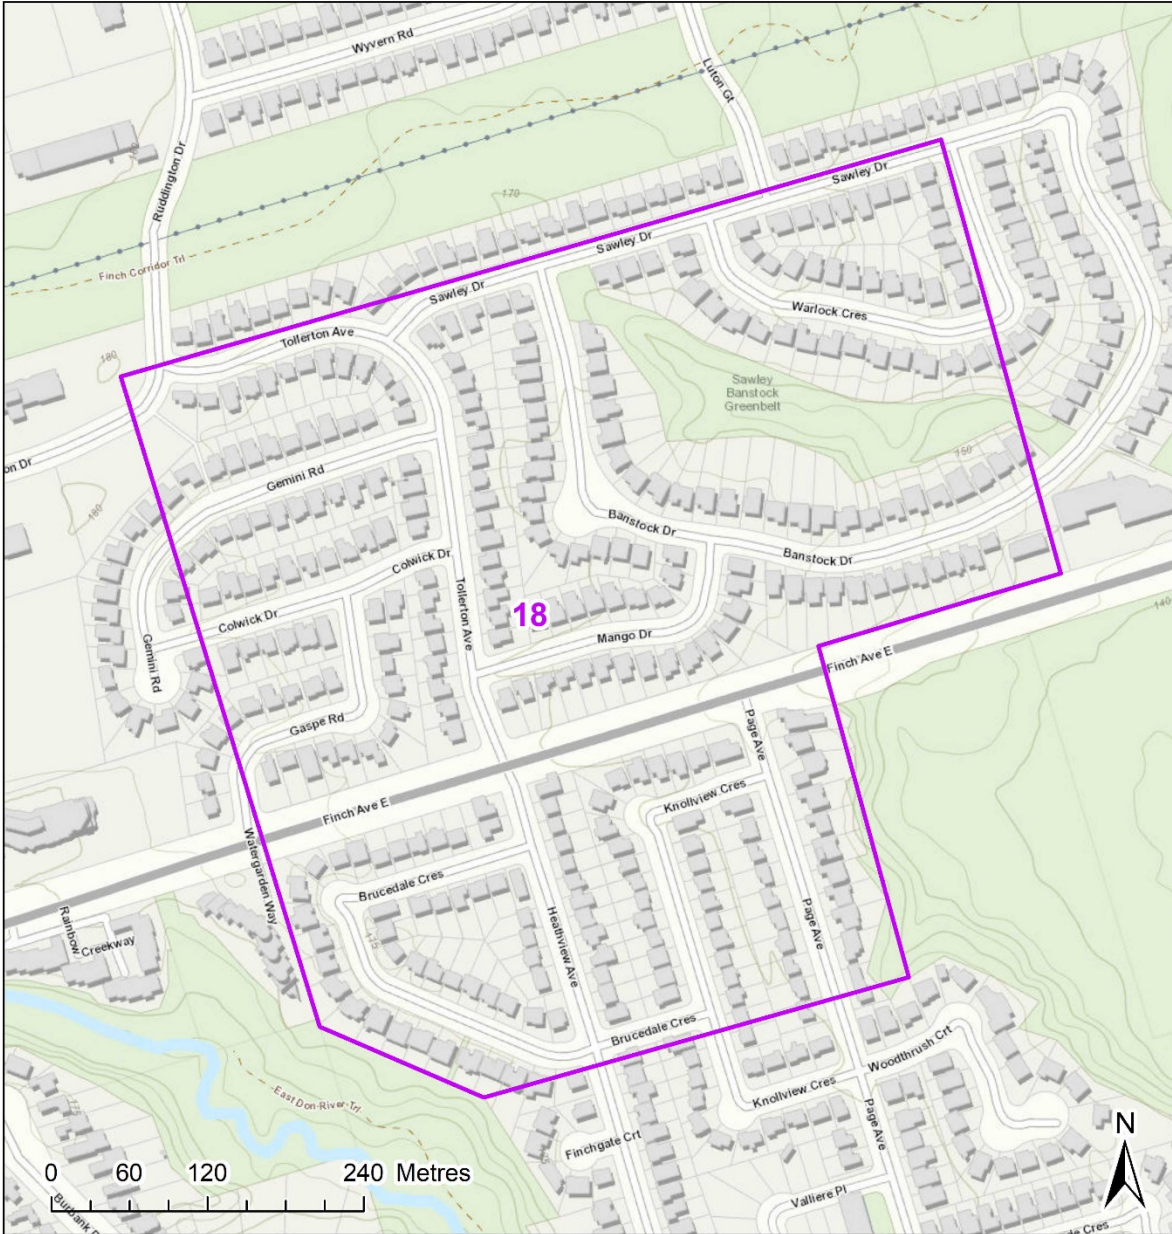 Wyvern Rd
Luton Gt
Ruddington Dr
Sawley Dr
170
Finch Corridor Trl
Sawley Dr
Sawley Dr
Warlock Cres
Tollerton Ave
180
Sawley
Banstock
Greenbelt
on Dr
Gemini Rd
150
180
Banstock Dr
Banstock Dr
Colwick Dr
Tollerton Ave
18
140
Colwick Dr
Mango Dr
Gemini Rd
Finch Ave E
Gaspe Rd
Page Ave
Knollview Cres
Finch Ave E
Watergarden Way
Brucedale Cres
Rainbow
Creekway
Heathview Ave
Page Ave
175
Brucedale Cres
Woodthrush Crt
Knollview Cres
East Don River Trl
Page Ave
Finchgate Crt
N
0 60 120 240 Metres
Valliere Pl
Burbank D
de Cres